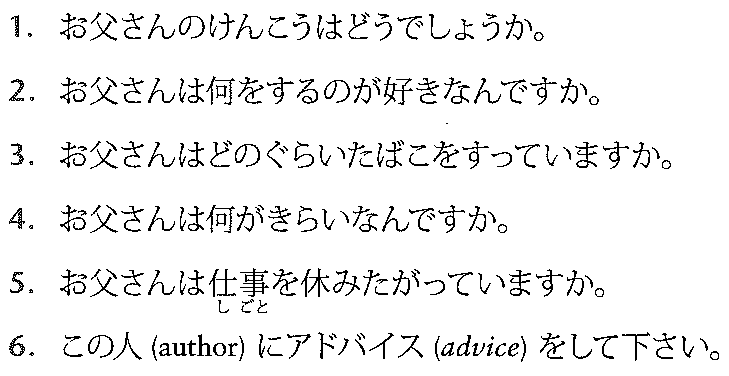 1. お父さんのけんこうはどうでしょうか。
2. お父さんは何をするのが好きなんですか。
3. お父さんはどのぐらいたばこをすっていますか。
4. お父さんは何がきらいなんですか。
5. お父さんは仕事を休みたがっていますか。
しごと
6. この人 (author) にアドバイス (advice) をして下さい。